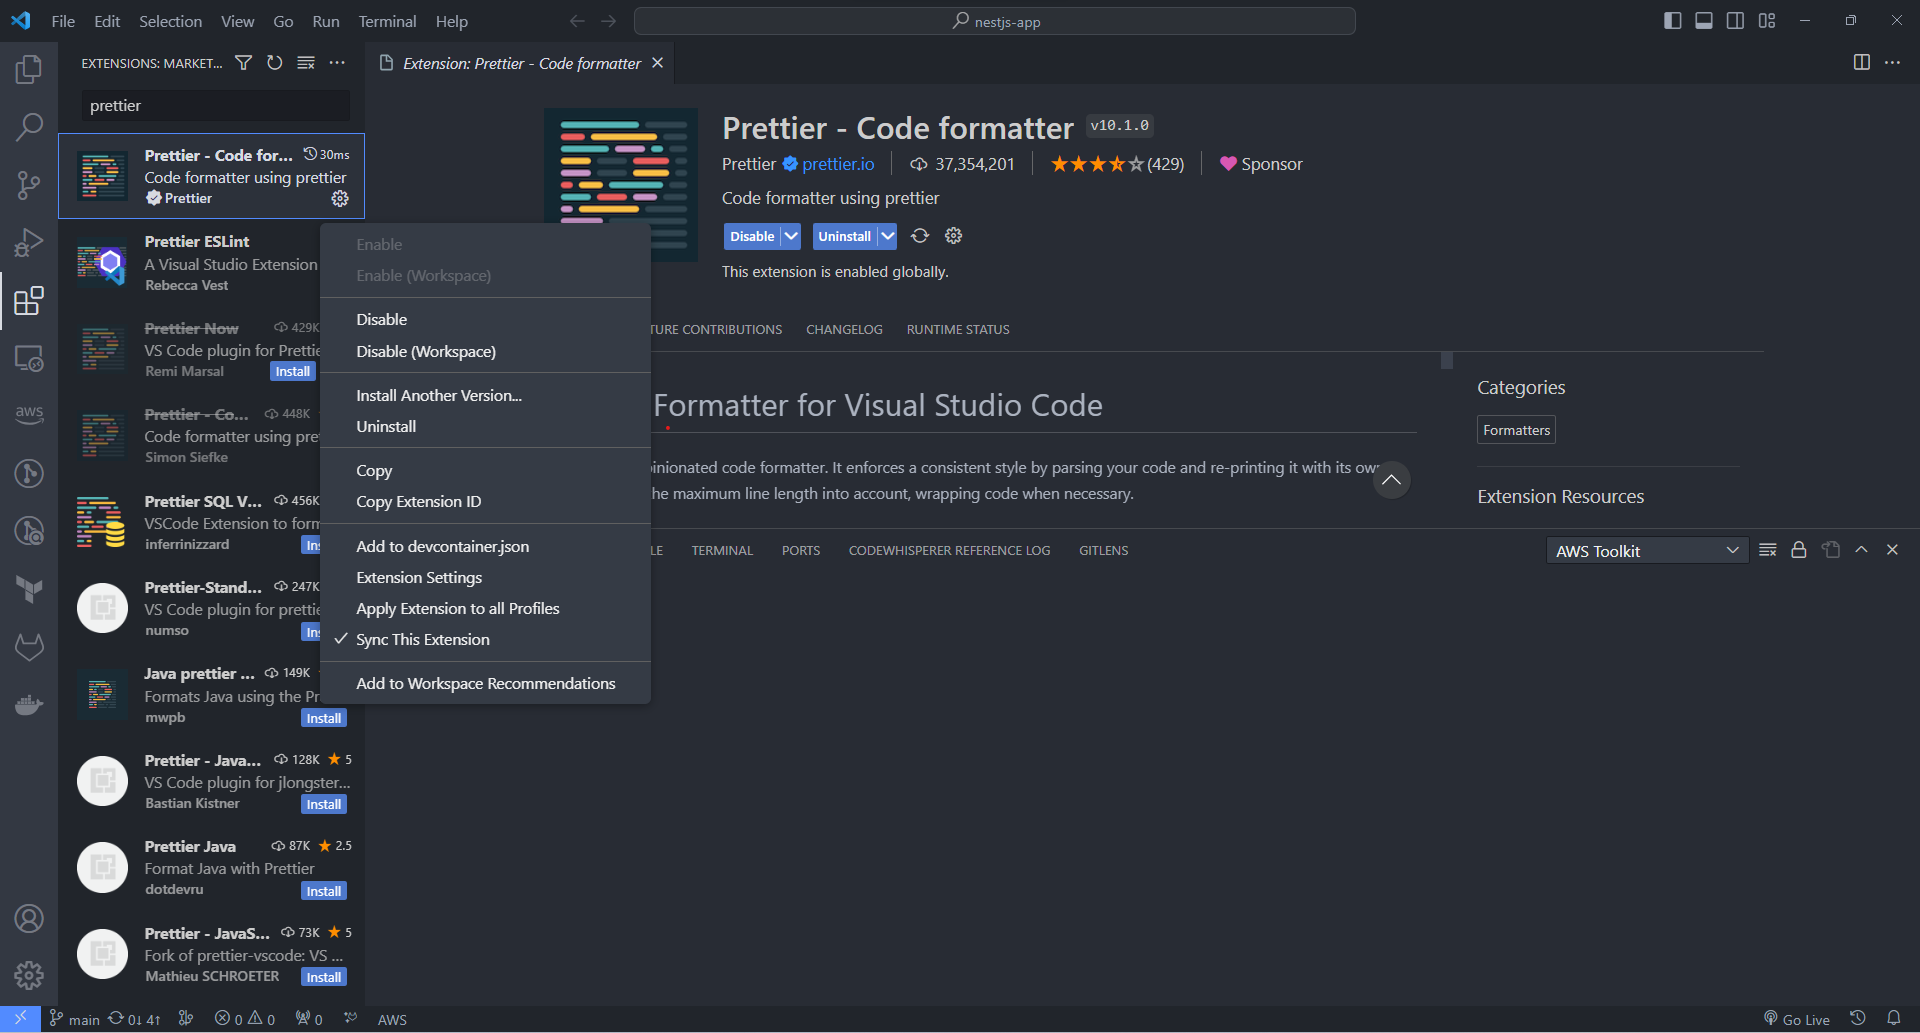 File Edit Selection View Go Run Terminal Help
nestjs-app
EXTENSIONS: MARKET...
Extension: Prettier - Code formatter
prettier
Prettier - Code for... 30ms
Code formatter using prettier
Prettier
Prettier ESLint
A Visual Studio Extension
Rebecca Vest
Prettier Now 429K
VS Code plugin for Prettie
Remi Marsal Install
Prettier - Co... 448K
Code formatter using pre
Simon Siefke
Prettier SQL V... 456K
VSCode Extension to form
inferrinizzard Ins
Prettier-Stand... 247K
VS Code plugin for prettie
numso Ins
Java prettier ... 149K
Formats Java using the Pr
mwpb Install
Prettier - Java... 128K 5
VS Code plugin for jlongster...
Bastian Kistner Install
Prettier Java 87K 2.5
Format Java with Prettier
dotdevru Install
Prettier - JavaS... 73K 5
Fork of prettier-vscode: VS ...
Mathieu SCHROETER Install
Enable
Enable (Workspace)
Disable
Disable (Workspace)
Install Another Version...
Uninstall
Copy
Copy Extension ID
Add to devcontainer.json
Extension Settings
Apply Extension to all Profiles
Sync This Extension
Add to Workspace Recommendations
Prettier - Code formatter v10.1.0
Prettier prettier.io 37,354,201 (429) Sponsor
Code formatter using prettier
Disable Uninstall
This extension is enabled globally.
TURE CONTRIBUTIONS CHANGELOG RUNTIME STATUS
Formatter for Visual Studio Code
inionated code formatter. It enforces a consistent style by parsing your code and re-printing it with its own
he maximum line length into account, wrapping code when necessary.
Categories
Formatters
Extension Resources
LE TERMINAL PORTS CODEWHISPERER REFERENCE LOG GITLENS
AWS Toolkit
aws
main 0↓ 4↑ 0 0 0 AWS
Go Live